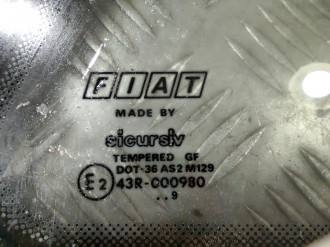 FIAT
MADE BY
sicursiv
TEMPERED GF
DOT-36 AS2 M129
E2 43R-C00980
..9